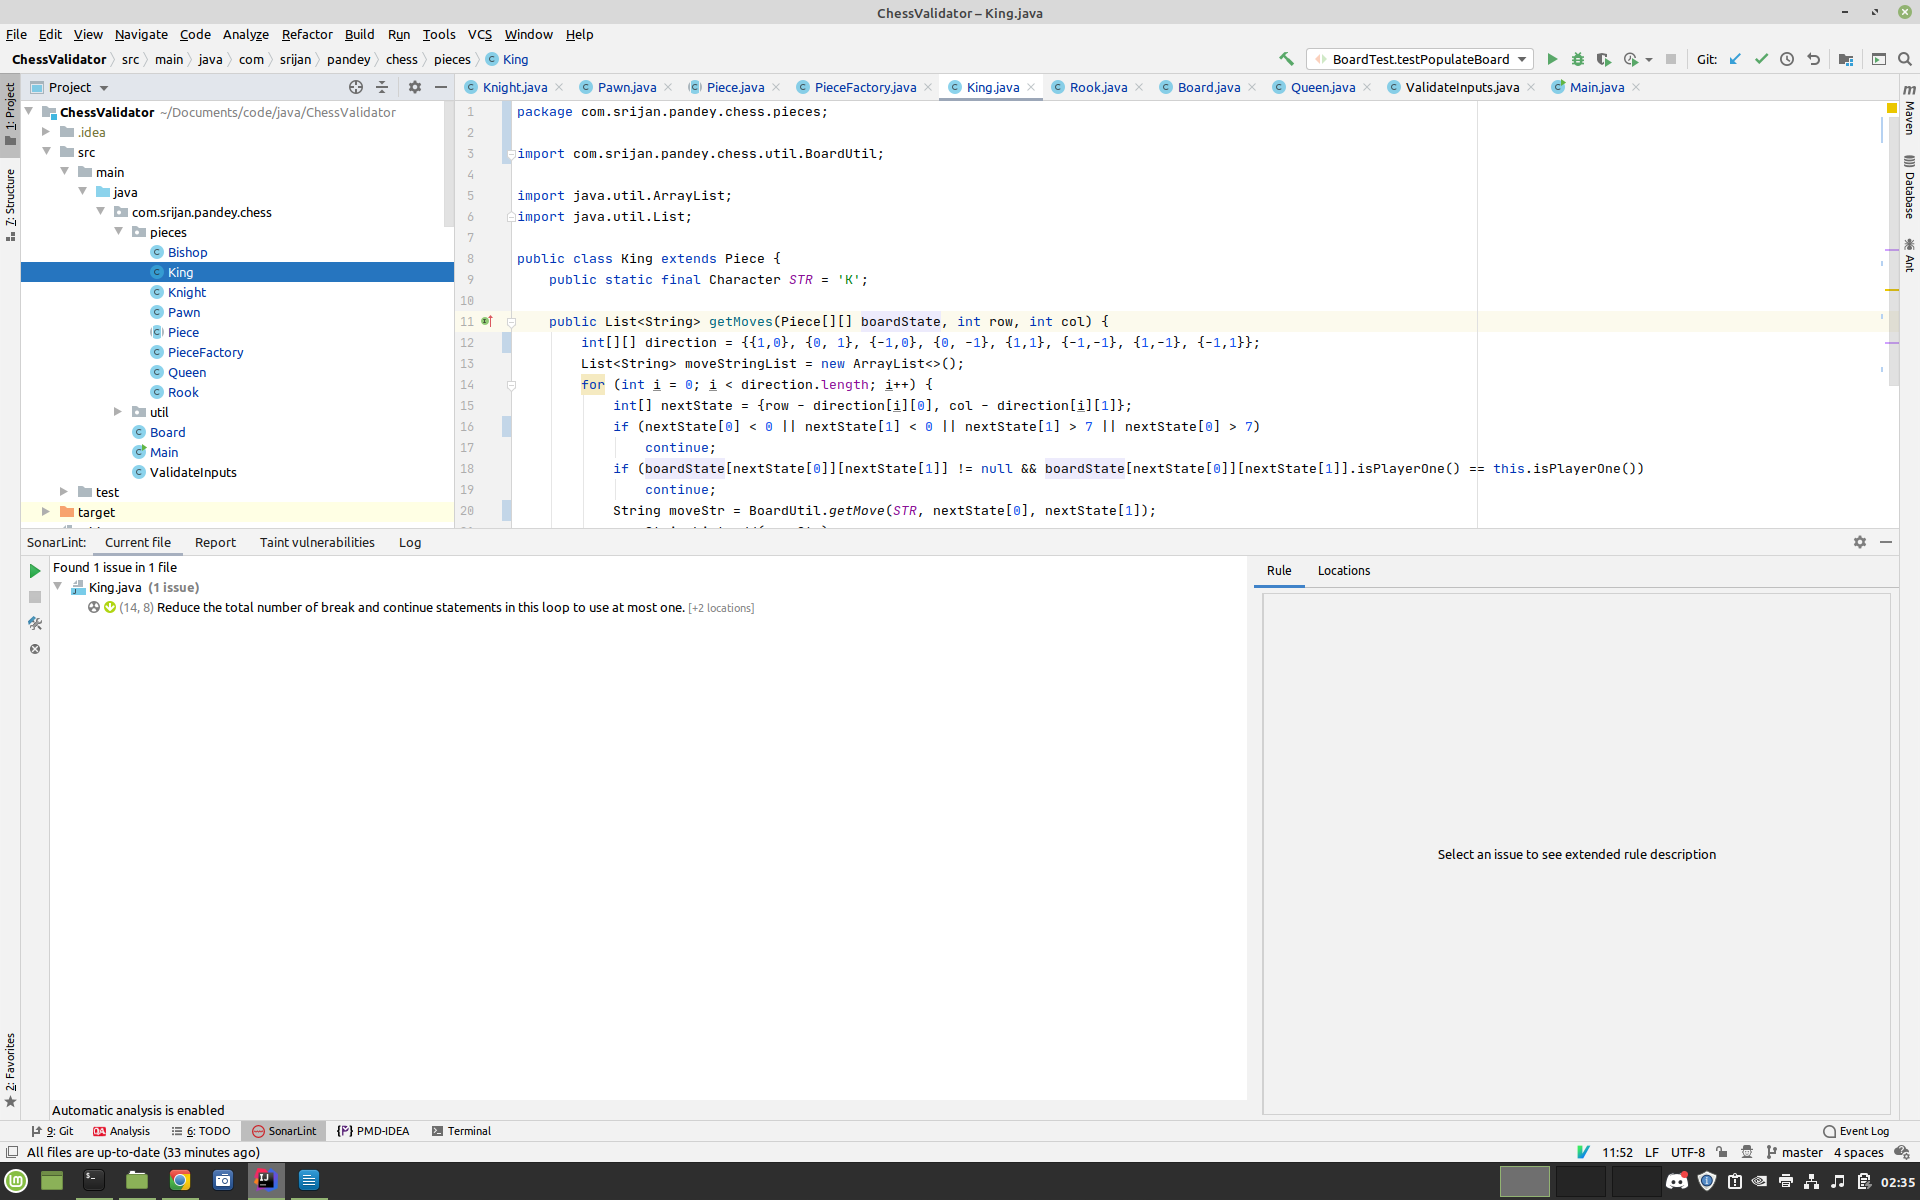 ChessValidator – King.java
File Edit View Navigate Code Analyze Refactor Build Run Tools VCS Window Help
ChessValidator src main java com srijan pandey chess pieces King
BoardTest.testPopulateBoard Git:
1: Project
7: Structure
2: Favorites
Project
ChessValidator ~/Documents/code/java/ChessValidator
.idea
src
main
java
com.srijan.pandey.chess
pieces
Bishop
King
Knight
Pawn
Piece
PieceFactory
Queen
Rook
util
Board
Main
ValidateInputs
test
target
Knight.java Pawn.java Piece.java PieceFactory.java King.java Rook.java Board.java Queen.java ValidateInputs.java Main.java
1 package com.srijan.pandey.chess.pieces;
2
3 import com.srijan.pandey.chess.util.BoardUtil;
4
5 import java.util.ArrayList;
6 import java.util.List;
7
8 public class King extends Piece {
9 public static final Character STR = 'K';
10
11 public List<String> getMoves(Piece[][] boardState, int row, int col) {
12 int[][] direction = {{1,0}, {0, 1}, {-1,0}, {0, -1}, {1,1}, {-1,-1}, {1,-1}, {-1,1}};
13 List<String> moveStringList = new ArrayList<>();
14 for (int i = 0; i < direction.length; i++) {
15 int[] nextState = {row - direction[i][0], col - direction[i][1]};
16 if (nextState[0] < 0 || nextState[1] < 0 || nextState[1] > 7 || nextState[0] > 7)
17 continue;
18 if (boardState[nextState[0]][nextState[1]] != null && boardState[nextState[0]][nextState[1]].isPlayerOne() == this.isPlayerOne())
19 continue;
20 String moveStr = BoardUtil.getMove(STR, nextState[0], nextState[1]);
m Maven
Database
Ant
SonarLint: Current file Report Taint vulnerabilities Log
Found 1 issue in 1 file
King.java (1 issue)
(14, 8) Reduce the total number of break and continue statements in this loop to use at most one. [+2 locations]
Rule Locations
Select an issue to see extended rule description
Automatic analysis is enabled
9: Git Analysis 6: TODO SonarLint PMD-IDEA Terminal Event Log
All files are up-to-date (33 minutes ago) 11:52 LF UTF-8 master 4 spaces
02:35